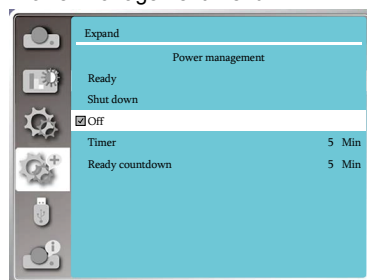 Expand
Power management
Ready
Shut down
Off
Timer 5 Min
Ready countdown 5 Min